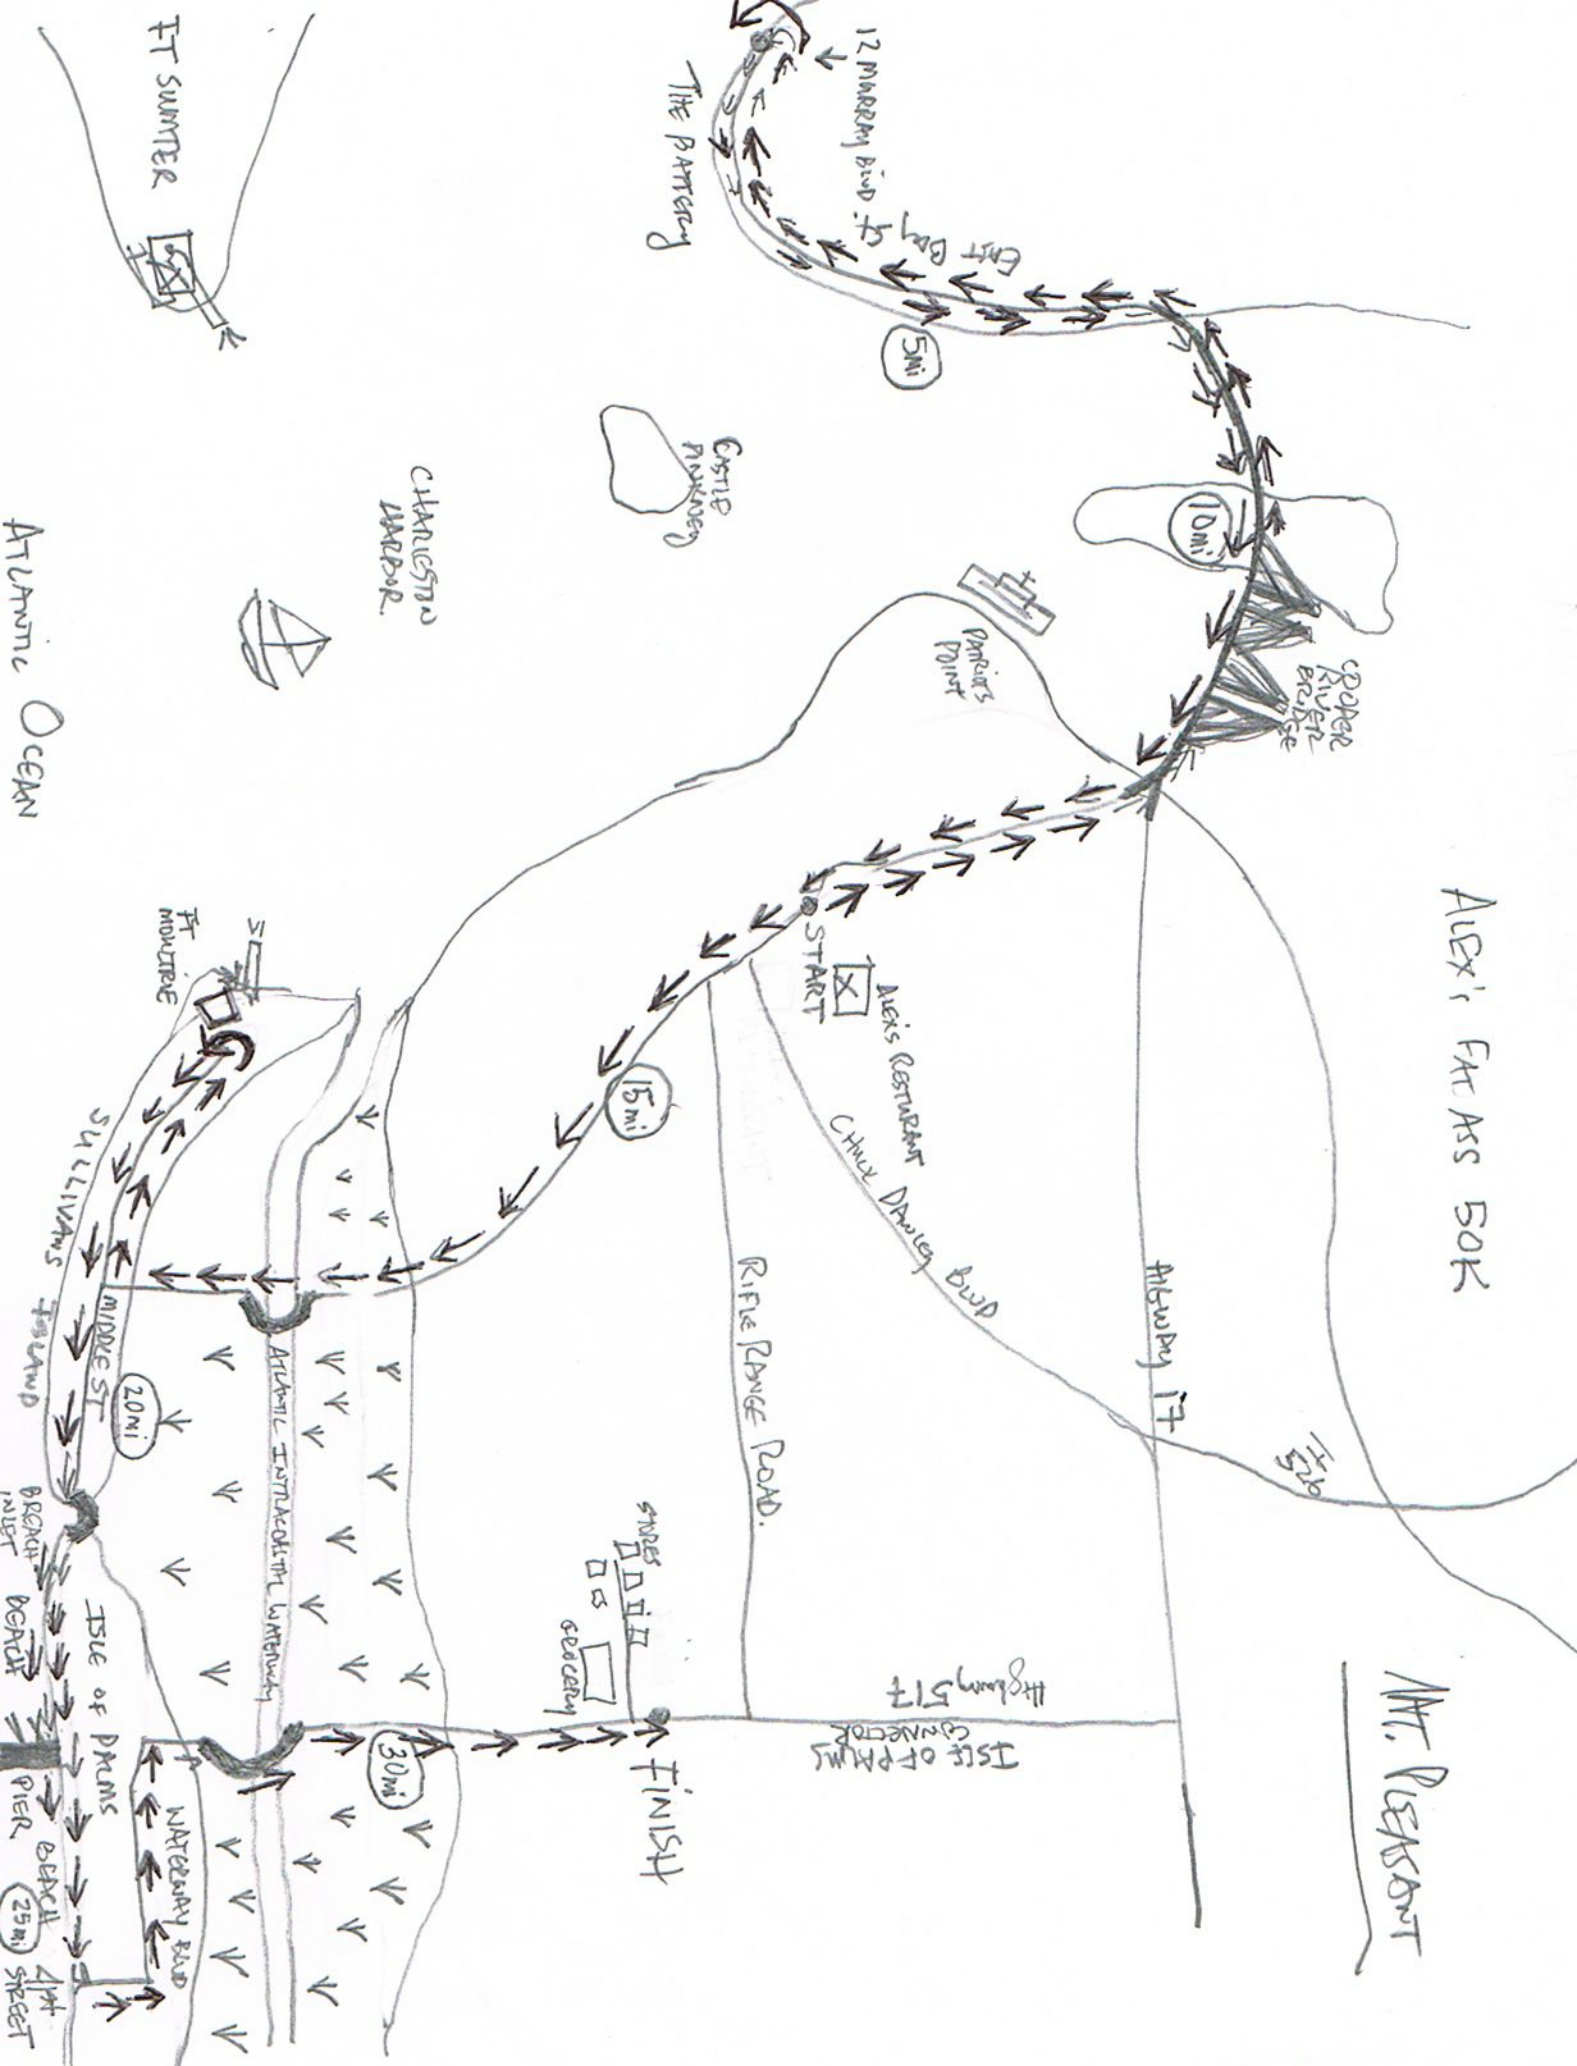 ALEX'S FAT ASS 50K
MT. PLEASANT
12 MURRAY BLVD.
EAST BAY ST
THE BATTERY
5mi
10mi
COOPER
RIVER
BRIDGE
CASTLE
PINKNEY
PATRIOTS
POINT
CHARLESTON
HARBOR.
FT SUMTER
ATLANTIC OCEAN
START
ALEX'S RESTURANT
CHUCK DAWLEY BLVD
HIGWAY 17
526
RIFLE RANGE ROAD.
15mi
FT
MOULTRIE
SULLIVANS ISLAND
MIDDLE ST
20mi
ATLANTIC INTRACOASTAL WATERWAY
BREACH
INLET
BEACH
ISLE OF PALMS
PIER
BEACH
25mi
41st
STREET
WATERWAY BLVD
30mi
STORES
GROCERY
FINISH
Highway 517
ISLE OF PALMS
CONNECTOR